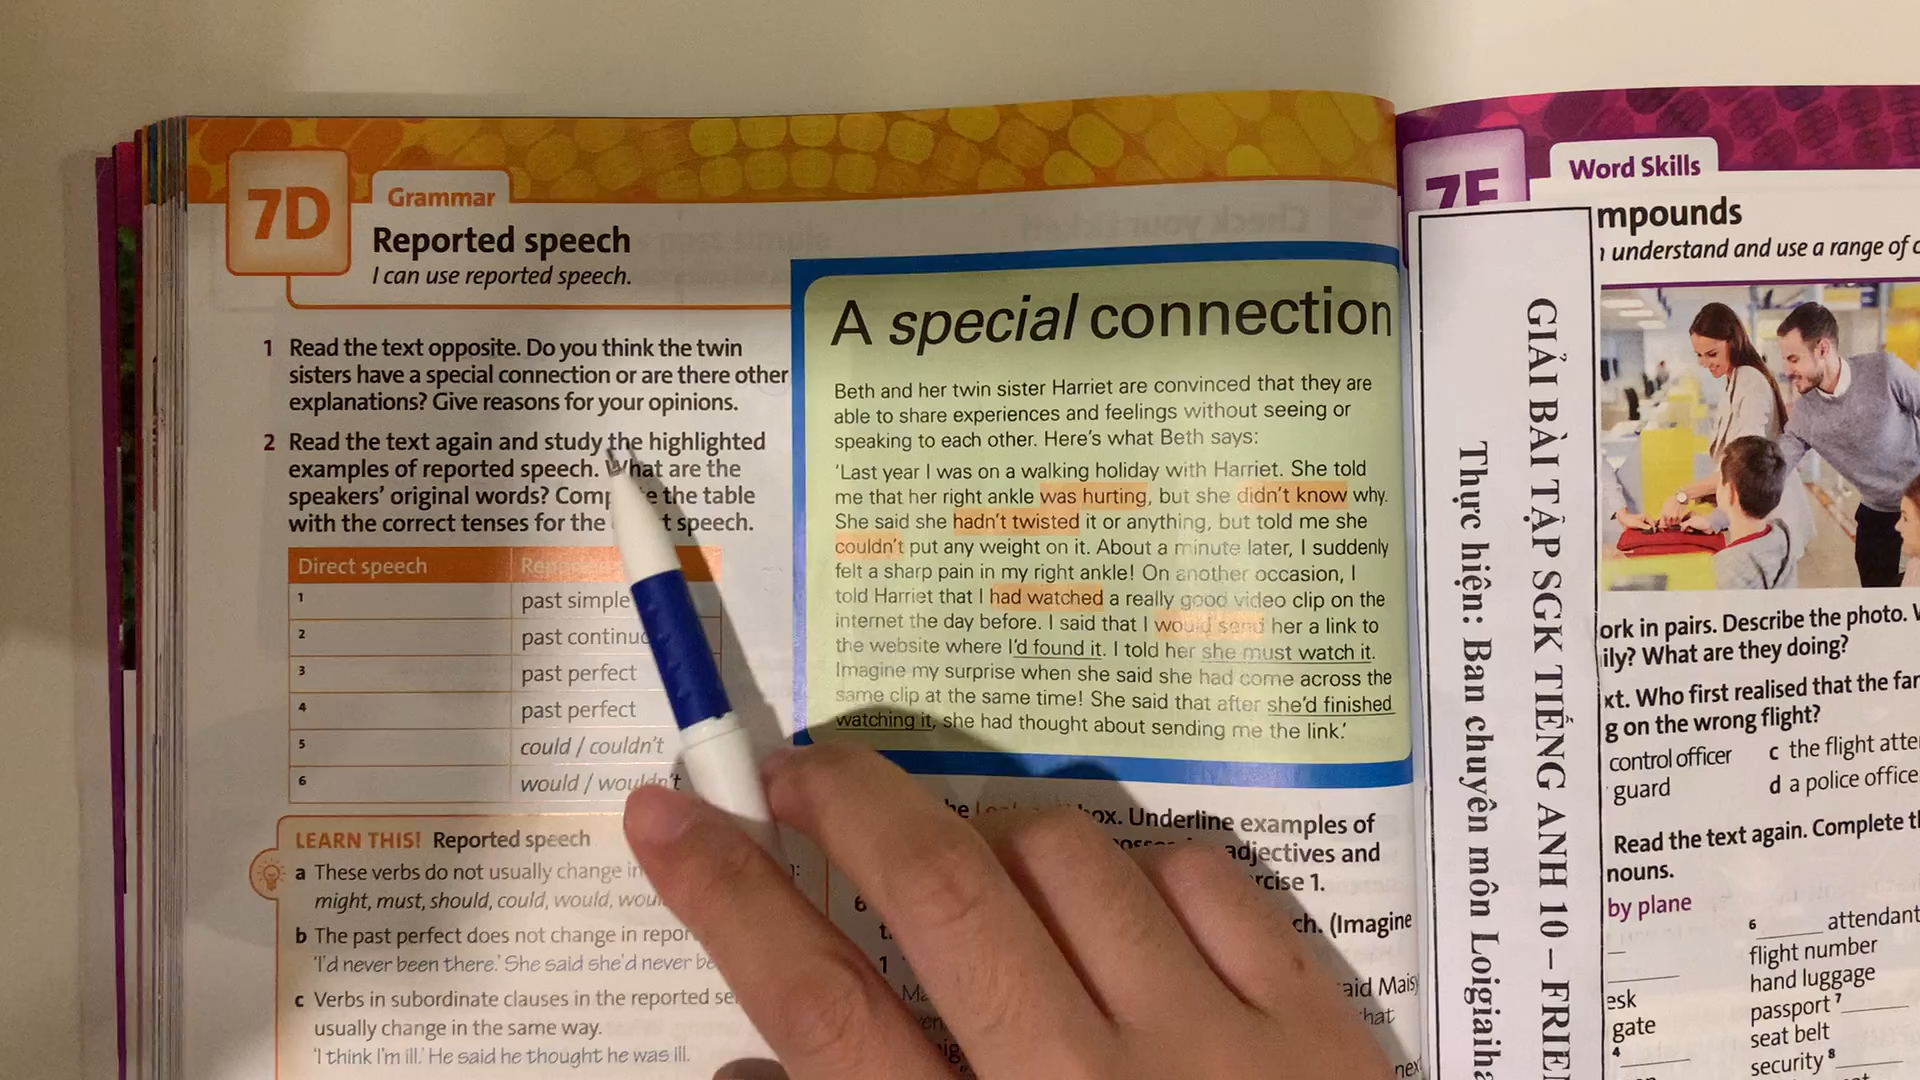 7D
Grammar
Reported speech
I can use reported speech.
1 Read the text opposite. Do you think the twin
sisters have a special connection or are there other
explanations? Give reasons for your opinions.
2 Read the text again and study the highlighted
examples of reported speech. What are the
speakers' original words? the table
with the correct tenses for the speech.
Direct speech
1 past simple
2 past
3 past perfect
4 past perfect
5 could / couldn't
6 would / wouldn't
LEARN THIS! Reported speech
a These verbs do not usually change in
might, must, should, could, would,
b The past perfect does not change in
'I'd never been there.' She said she'd never
c Verbs in subordinate clauses in the reported
usually change in the same way.
'I think I'm ill.' He said he thought he was ill.
A special connection
Beth and her twin sister Harriet are convinced that they are
able to share experiences and feelings without seeing or
speaking to each other. Here's what Beth says:
'Last year I was on a walking holiday with Harriet. She told
me that her right ankle was hurting, but she didn't know why.
She said she hadn't twisted it or anything, but told me she
couldn't put any weight on it. About a minute later, I suddenly
felt a sharp pain in my right ankle! On another occasion, I
told Harriet that I had watched a really good video clip on the
internet the day before. I said that I would send her a link to
the website where I'd found it. I told her she must watch it.
Imagine my surprise when she said she had come across the
same clip at the same time! She said that after she'd finished
watching it, she had thought about sending me the link.'
box. Underline examples of
adjectives and
1.
6 (Imagine
1 said Maisy
GIẢI BÀI TẬP SGK TIẾNG ANH 10 –
Thực hiện: Ban chuyên môn
7E
Word Skills
understand and use a range of
in pairs. Describe the photo.
What are they doing?
Who first realised that the
on the wrong flight?
control officer c the flight
guard d a police
Read the text again. Complete
nouns.
by plane
6 attendant
flight number
hand luggage
gate passport 7
seat belt
4 security 8